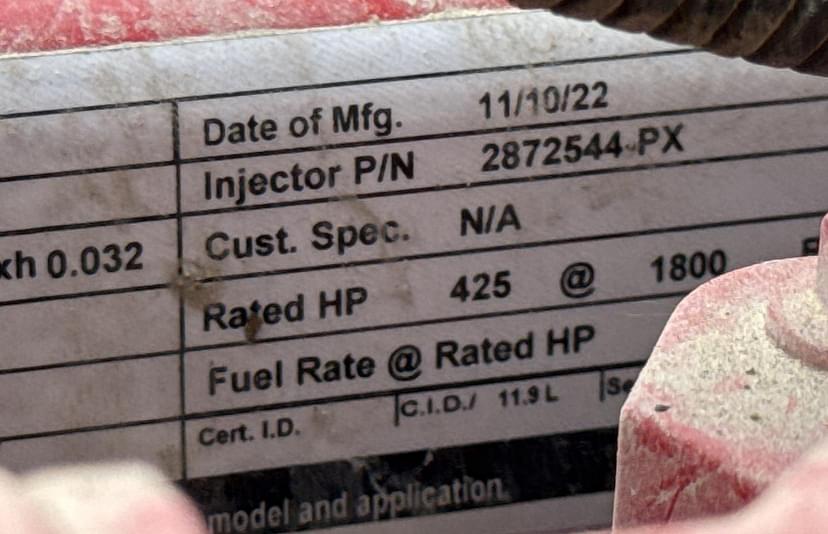 Date of Mfg. 11/10/22
Injector P/N 2872544-PX
xh 0.032 Cust. Spec. N/A
Rated HP 425 @ 1800
Fuel Rate @ Rated HP
Cert. I.D. C.I.D./ 11.9 L
model and application.